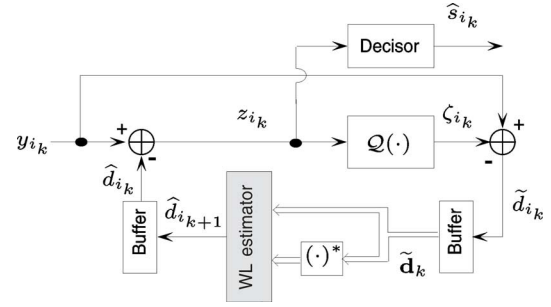 ŝ_{i_k}
Decisor
y_{i_k}
+
-
z_{i_k}
𝒬(·)
ζ_{i_k}
+
-
d̂_{i_k}
Buffer
d̂_{i_{k+1}}
WL estimator
(·)*
𝐝̃_k
Buffer
d̃_{i_k}